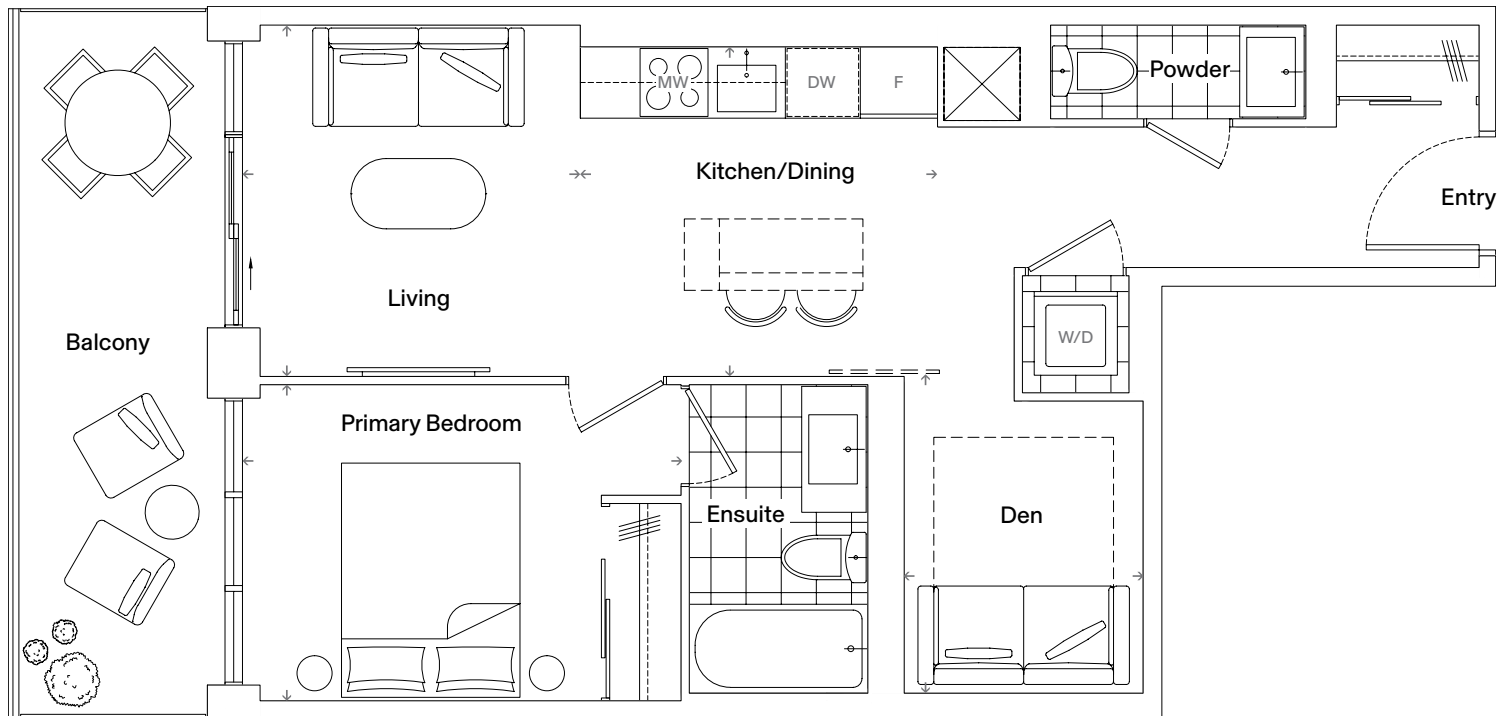 MW
DW
F
Powder
Kitchen/Dining
Entry
Living
Balcony
W/D
Primary Bedroom
Ensuite
Den